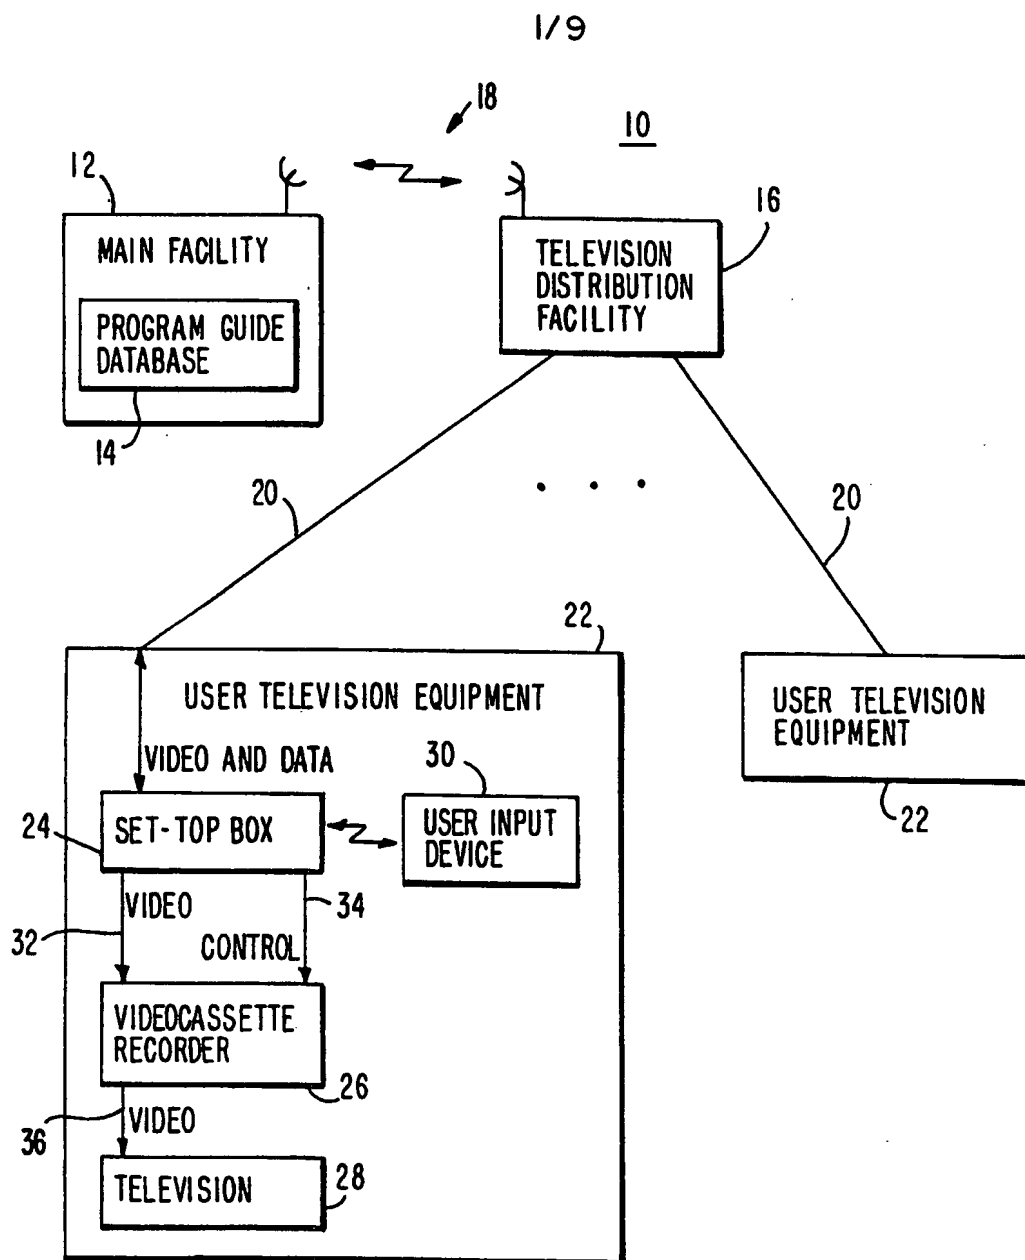 1/9
18
10
12
16
MAIN FACILITY
PROGRAM GUIDE
DATABASE
14
TELEVISION
DISTRIBUTION
FACILITY
20
20
22
USER TELEVISION EQUIPMENT
VIDEO AND DATA
USER TELEVISION
EQUIPMENT
22
30
24
SET-TOP BOX
USER INPUT
DEVICE
VIDEO
34
32
CONTROL
VIDEOCASSETTE
RECORDER
26
36
VIDEO
TELEVISION
28